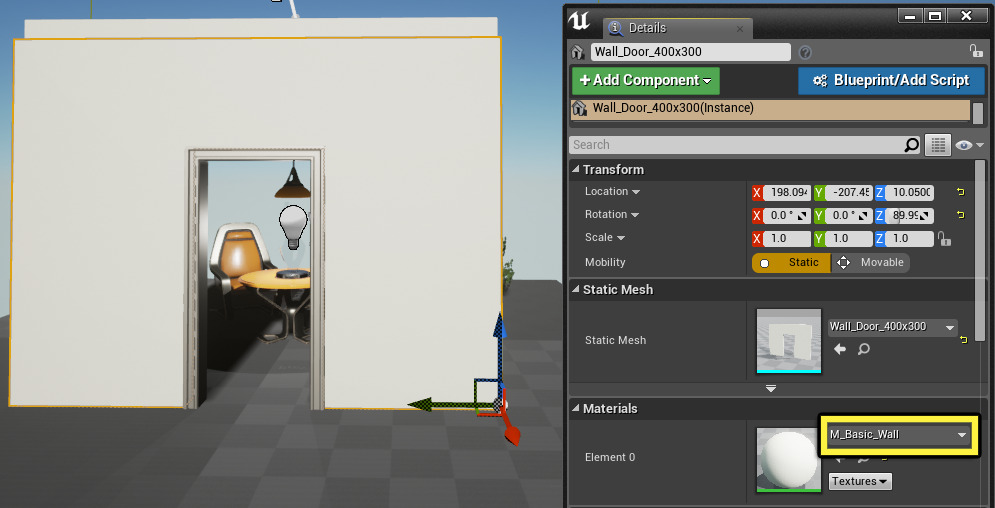 Details
Wall_Door_400x300
+ Add Component
Blueprint/Add Script
Wall_Door_400x300(Instance)
Search
Transform
Location X 198.094 Y -207.45 Z 10.0500
Rotation X 0.0 ° Y 0.0 ° Z 89.99
Scale X 1.0 Y 1.0 Z 1.0
Mobility Static Movable
Static Mesh
Static Mesh Wall_Door_400x300
Materials
Element 0 M_Basic_Wall
Textures